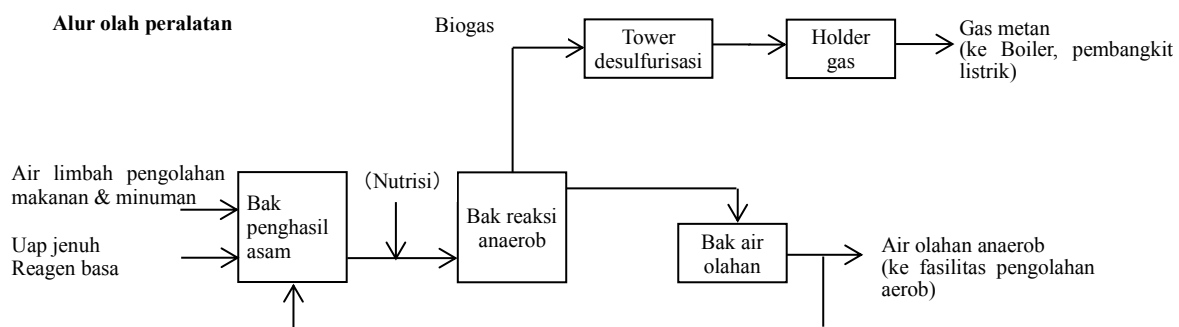 Alur olah peralatan
Biogas
Tower
desulfurisasi
Holder
gas
Gas metan
(ke Boiler, pembangkit
listrik)
Air limbah pengolahan
makanan & minuman
Uap jenuh
Reagen basa
Bak
penghasil
asam
（Nutrisi）
Bak reaksi
anaerob
Bak air
olahan
Air olahan anaerob
(ke fasilitas pengolahan
aerob)